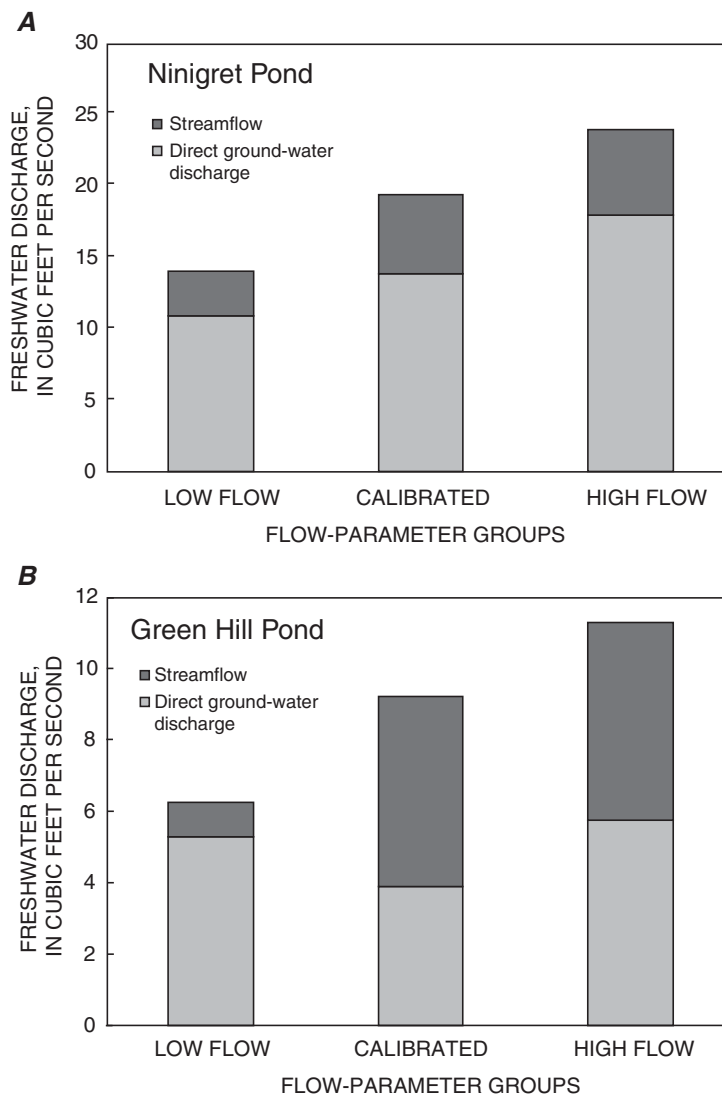 A
30
25
20
15
10
5
0
FRESHWATER DISCHARGE,
IN CUBIC FEET PER SECOND
Ninigret Pond
Streamflow
Direct ground-water
discharge
LOW FLOW
CALIBRATED
HIGH FLOW
FLOW-PARAMETER GROUPS
B
12
10
8
6
4
2
0
FRESHWATER DISCHARGE,
IN CUBIC FEET PER SECOND
Green Hill Pond
Streamflow
Direct ground-water
discharge
LOW FLOW
CALIBRATED
HIGH FLOW
FLOW-PARAMETER GROUPS